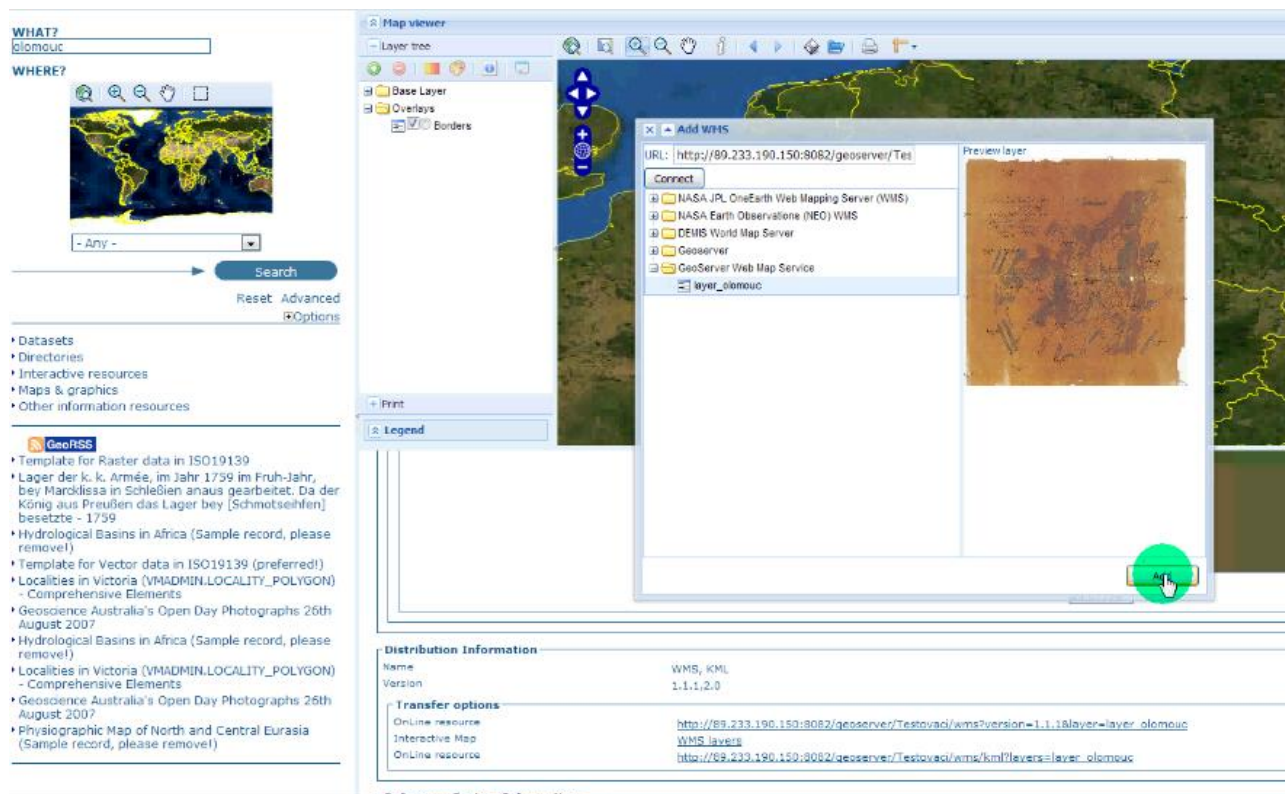 WHAT?
olomouc
WHERE?
- Any -
Search
Reset Advanced
Options
Datasets
Directories
Interactive resources
Maps & graphics
Other information resources
GeoRSS
Template for Raster data in ISO19139
Lager der k. k. Armée, im Jahr 1759 im Fruh-Jahr,
bey Marcklissa in Schleßien anaus gearbeitet. Da der
König aus Preußen das Lager bey [Schmotseihfen]
besetzte - 1759
Hydrological Basins in Africa (Sample record, please
remove!)
Template for Vector data in ISO19139 (preferred!)
Localities in Victoria (VMADMIN.LOCALITY_POLYGON)
- Comprehensive Elements
Geoscience Australia's Open Day Photographs 26th
August 2007
Hydrological Basins in Africa (Sample record, please
remove!)
Localities in Victoria (VMADMIN.LOCALITY_POLYGON)
- Comprehensive Elements
Geoscience Australia's Open Day Photographs 26th
August 2007
Physiographic Map of North and Central Eurasia
(Sample record, please remove!)
Map viewer
Layer tree
Base Layer
Overlays
Borders
Print
Legend
Add WMS
URL: http://89.233.190.150:8082/geoserver/Tes
Connect
NASA JPL OneEarth Web Mapping Server (WMS)
NASA Earth Observations (NEO) WMS
DEMIS World Map Server
Geoserver
GeoServer Web Map Service
layer_olomouc
Preview layer
Add
Distribution Information
Name WMS, KML
Version 1.1.1,2.0
Transfer options
OnLine resource http://89.233.190.150:8082/geoserver/Testovaci/wms?version=1.1.1&layer=layer_olomouc
Interactive Map WMS layers
OnLine resource http://89.233.190.150:8082/geoserver/Testovaci/wms/kml?layers=layer_olomouc